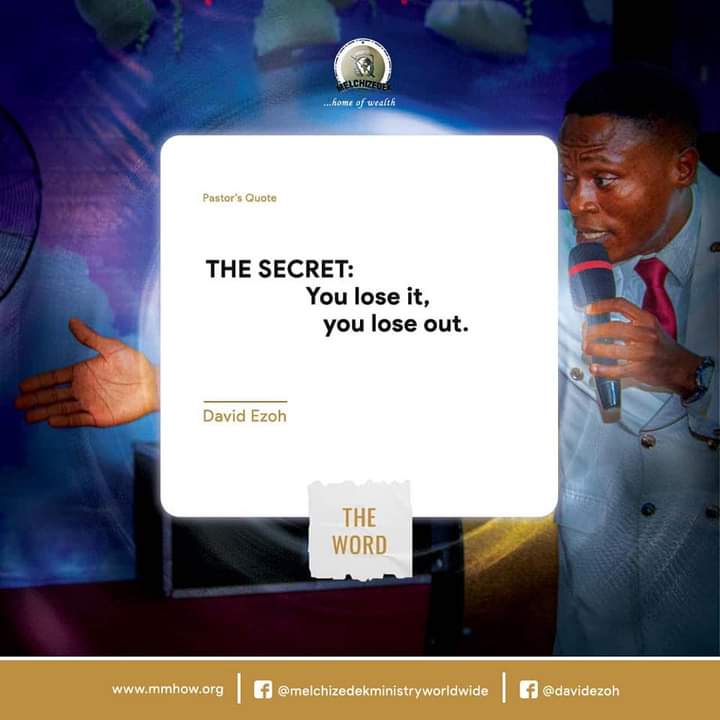 MELCHIZEDEK
...home of wealth
Pastor's Quote
THE SECRET:
You lose it,
you lose out.
David Ezoh
THE
WORD
www.mmhow.org
@melchizedekministryworldwide
@davidezoh